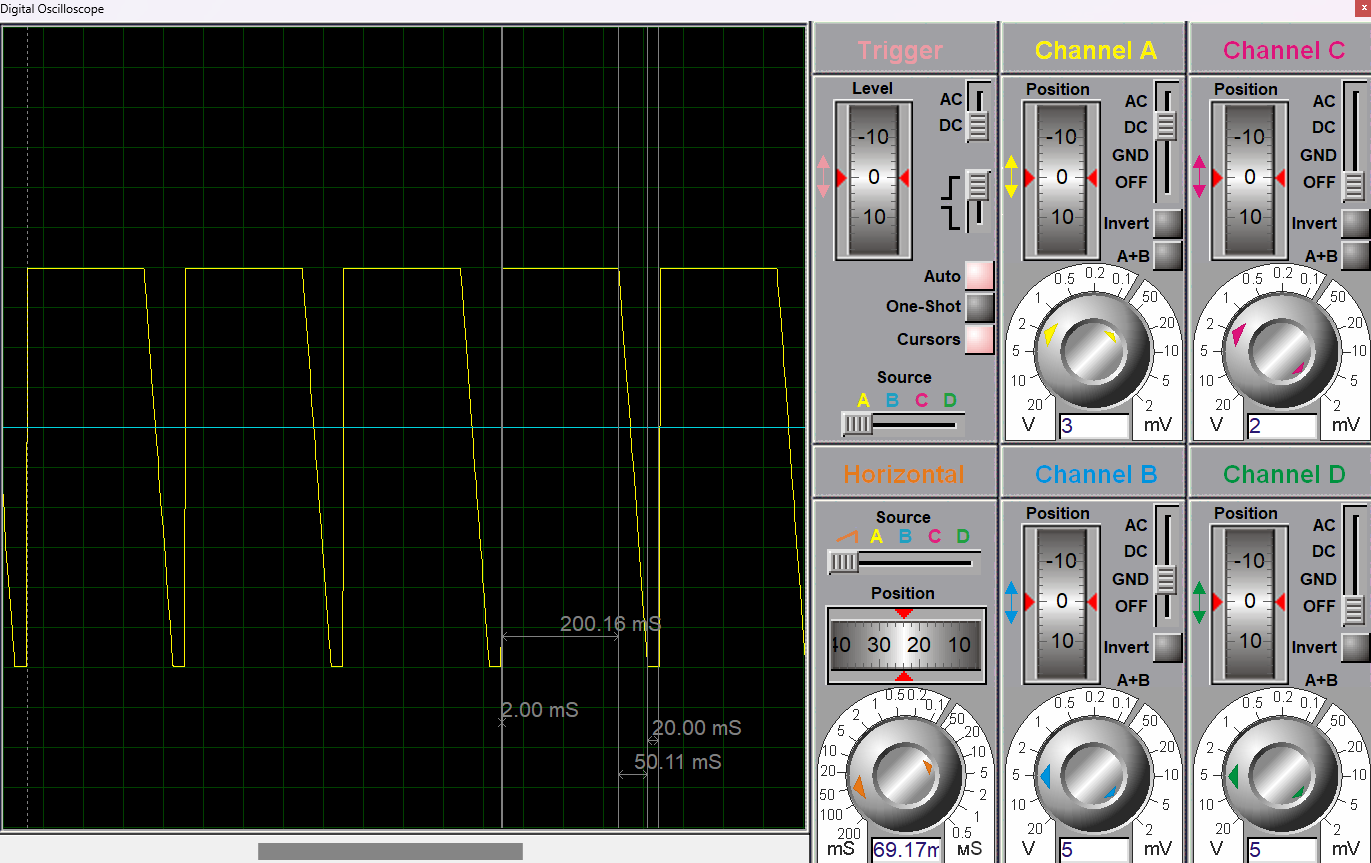 Digital Oscilloscope
x
200.16 mS
2.00 mS
20.00 mS
50.11 mS
Trigger
Level
AC
DC
-10
0
10
Auto
One-Shot
Cursors
Source
A B C D
Channel A
Position
AC
DC
GND
OFF
-10
0
10
Invert
A+B
20 10 5 2 1 0.5 0.2 0.1 50 20 10 5 2
V 3 mV
Channel C
Position
AC
DC
GND
OFF
-10
0
10
Invert
A+B
20 10 5 2 1 0.5 0.2 0.1 50 20 10 5 2
V 2 mV
Horizontal
Source
A B C D
Position
40 30 20 10
200 100 50 20 10 5 2 1 0.5 0.2 0.1 50 20 10 5 2 1 0.5
mS 69.17m мS
Channel B
Position
AC
DC
GND
OFF
-10
0
10
Invert
A+B
20 10 5 2 1 0.5 0.2 0.1 50 20 10 5 2
V 5 mV
Channel D
Position
AC
DC
GND
OFF
-10
0
10
Invert
A+B
20 10 5 2 1 0.5 0.2 0.1 50 20 10 5 2
V 5 mV